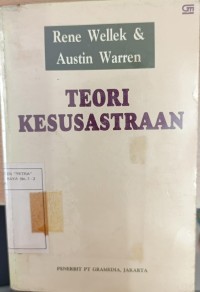 Rene Wellek &
Austin Warren
TEORI
KESUSASTRAAN
PENERBIT PT GRAMEDIA, JAKARTA